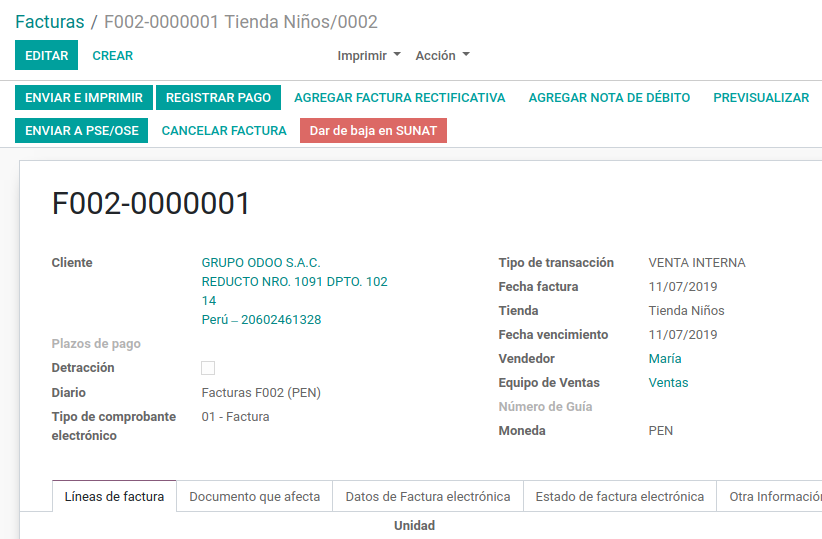 Facturas / F002-0000001 Tienda Niños/0002
EDITAR CREAR Imprimir Acción
ENVIAR E IMPRIMIR REGISTRAR PAGO AGREGAR FACTURA RECTIFICATIVA AGREGAR NOTA DE DÉBITO PREVISUALIZAR
ENVIAR A PSE/OSE CANCELAR FACTURA Dar de baja en SUNAT
F002-0000001
Cliente GRUPO ODOO S.A.C.
REDUCTO NRO. 1091 DPTO. 102
14
Perú – 20602461328
Plazos de pago
Detracción
Diario Facturas F002 (PEN)
Tipo de comprobante 01 - Factura
electrónico
Tipo de transacción VENTA INTERNA
Fecha factura 11/07/2019
Tienda Tienda Niños
Fecha vencimiento 11/07/2019
Vendedor María
Equipo de Ventas Ventas
Número de Guía
Moneda PEN
Líneas de factura Documento que afecta Datos de Factura electrónica Estado de factura electrónica Otra Información
Unidad